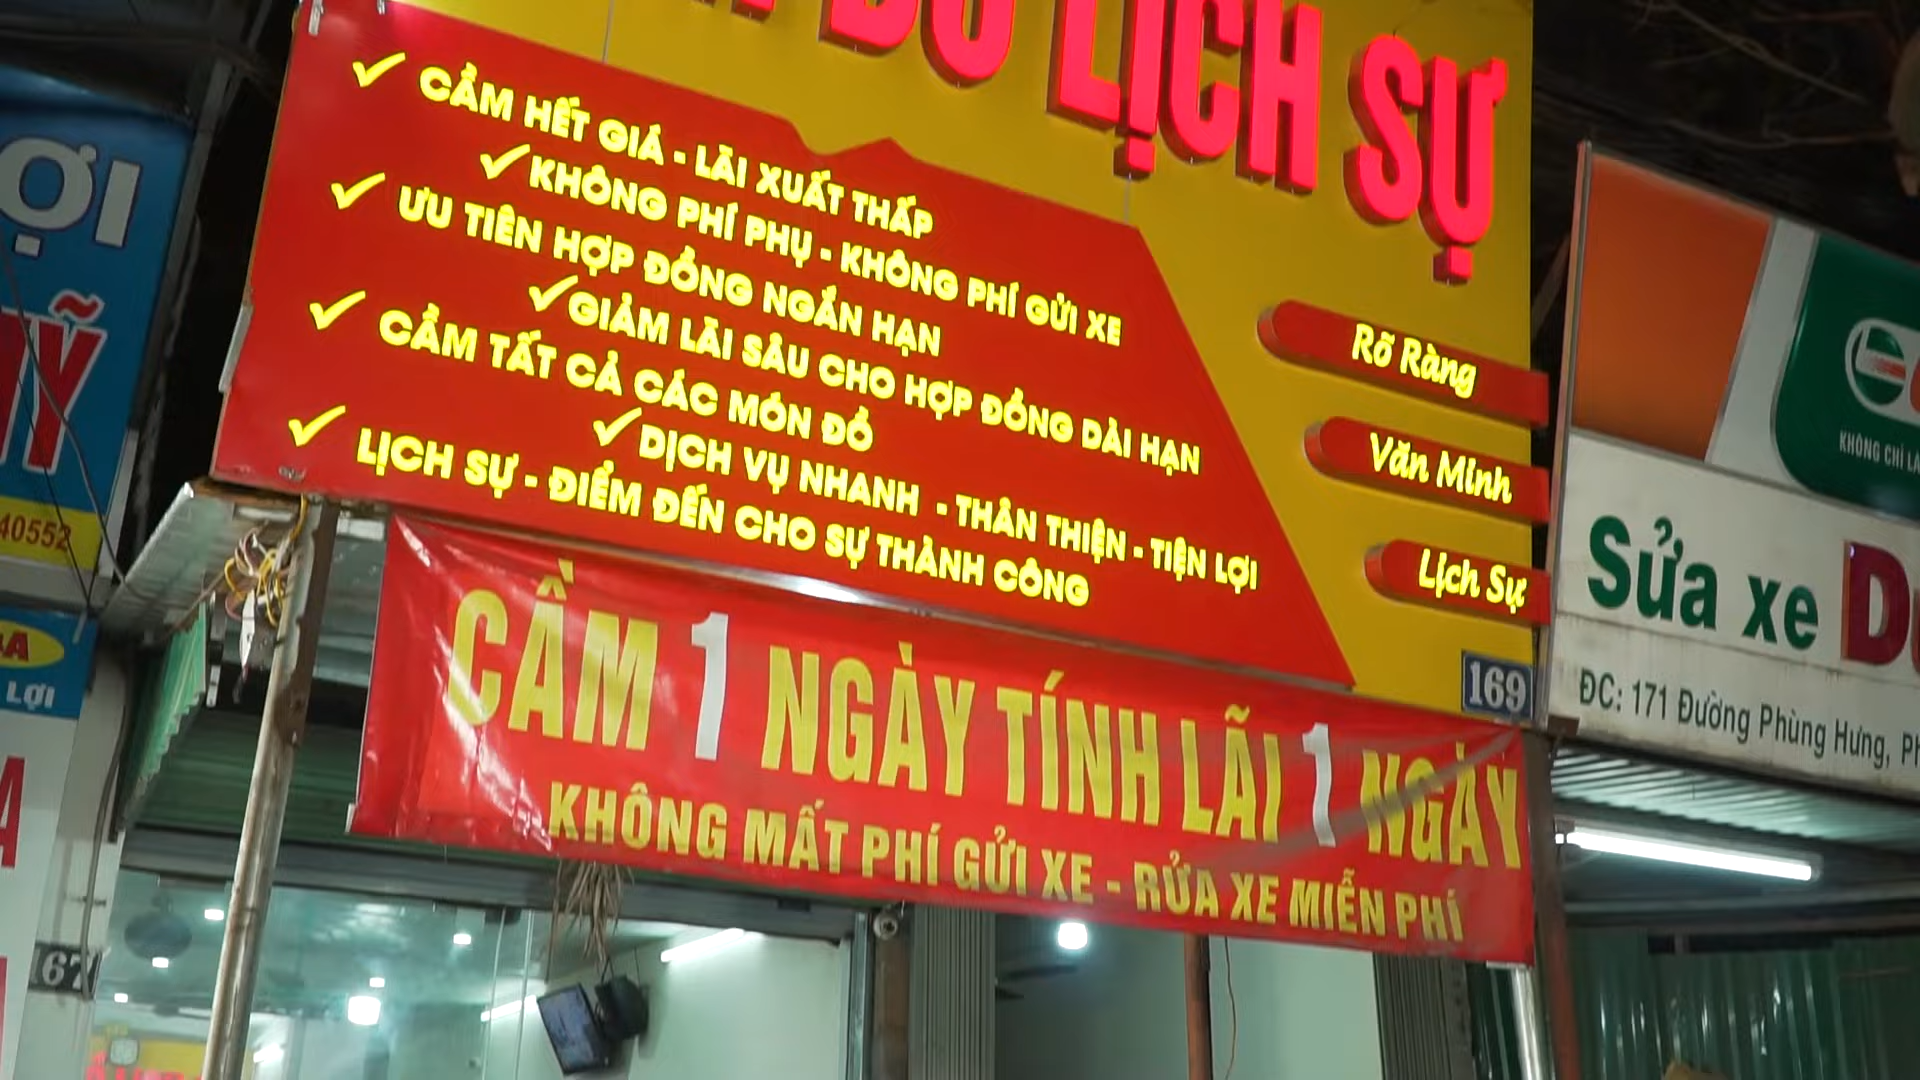 ĐỒ LỊCH SỰ
✓ CẦM HẾT GIÁ - LÃI XUẤT THẤP
✓ KHÔNG PHÍ PHỤ - KHÔNG PHÍ GỬI XE
✓ ƯU TIÊN HỢP ĐỒNG NGẮN HẠN
✓ GIẢM LÃI SÂU CHO HỢP ĐỒNG DÀI HẠN
✓ CẦM TẤT CẢ CÁC MÓN ĐỒ
✓ DỊCH VỤ NHANH - THÂN THIỆN - TIỆN LỢI
✓ LỊCH SỰ - ĐIỂM ĐẾN CHO SỰ THÀNH CÔNG
Rõ Ràng
Văn Minh
Lịch Sự
169
CẦM 1 NGÀY TÍNH LÃI 1 NGÀY
KHÔNG MẤT PHÍ GỬI XE - RỬA XE MIỄN PHÍ
KHÔNG CHỈ
Sửa xe
ĐC: 171 Đường Phùng Hưng,
40552
LỢI
67